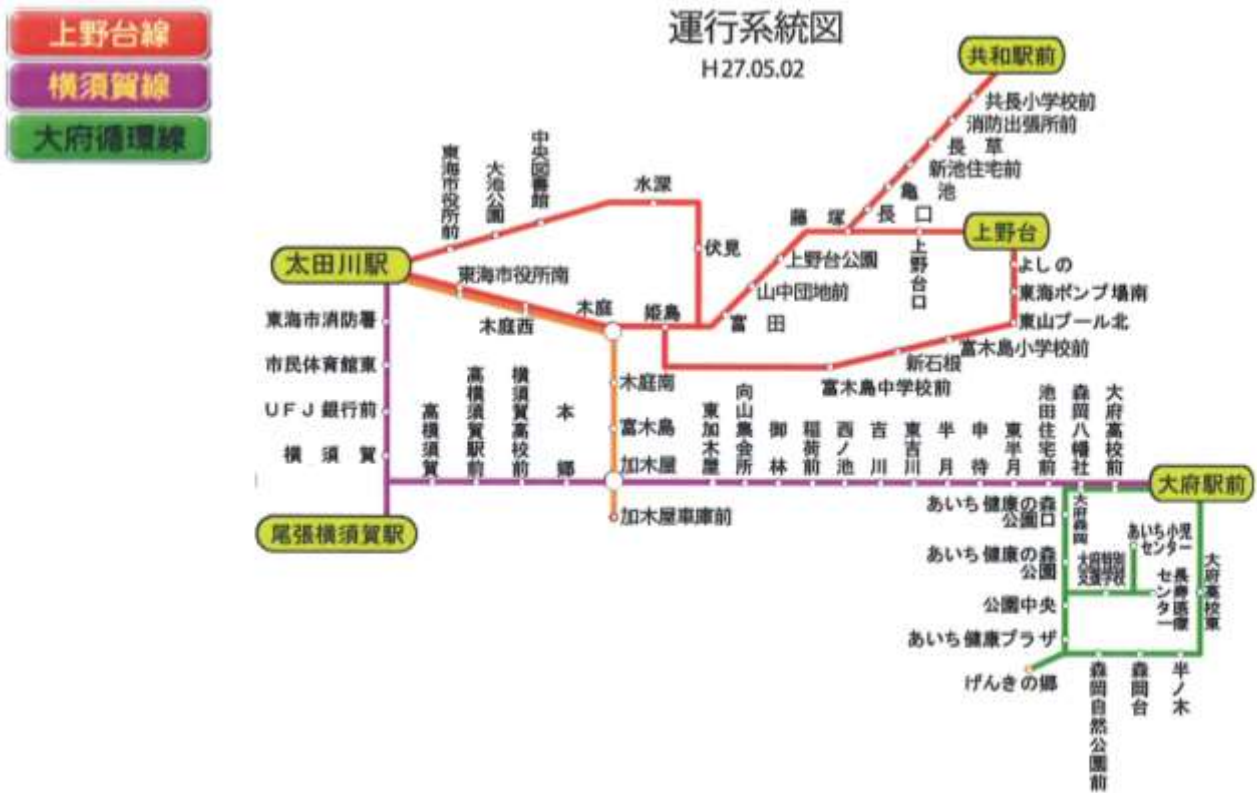 上野台線
横須賀線
大府循環線
運行系統図
H27.05.02
共和駅前
共長小学校前
消防出張所前
長草
新池住宅前
亀池
長口
藤塚
上野台口
上野台
よしの
東海ポンプ場南
東山プール北
富木島小学校前
新石根
富木島中学校前
上野台公園
山中団地前
富田
姫島
伏見
水深
中央図書館
大池公園
東海市役所前
太田川駅
東海市役所南
木庭西
木庭
木庭南
富木島
加木屋
加木屋車庫前
東海市消防署
市民体育館東
UFJ銀行前
横須賀
尾張横須賀駅
高横須賀
高横須賀駅前
横須賀高校前
本郷
東加木屋
向山集会所
御林
稲荷前
西ノ池
吉川
東吉川
半月
申待
東半月
池田住宅前
森岡八幡社
大府高校前
大府駅前
あいち健康の森
公園口
あいち健康の森
公園
公園中央
あいち健康プラザ
げんきの郷
大府森岡
大府特別
支援学校
あいち小児
センター
長寿医療
センター
大府高校東
半ノ木
森岡台
森岡自然公園前